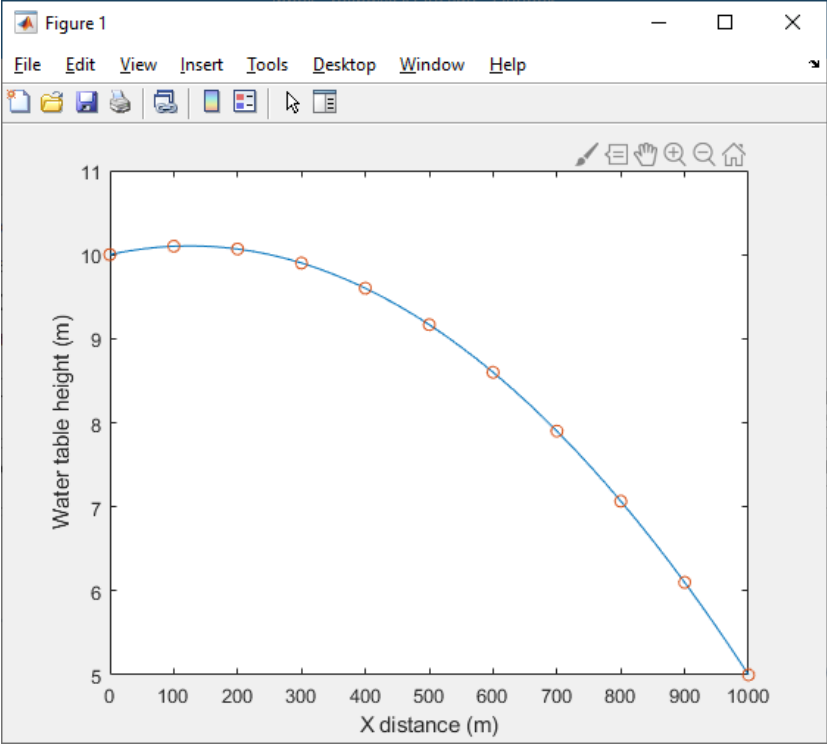 Figure 1
File Edit View Insert Tools Desktop Window Help
11
10
9
8
7
6
5
Water table height (m)
0 100 200 300 400 500 600 700 800 900 1000
X distance (m)